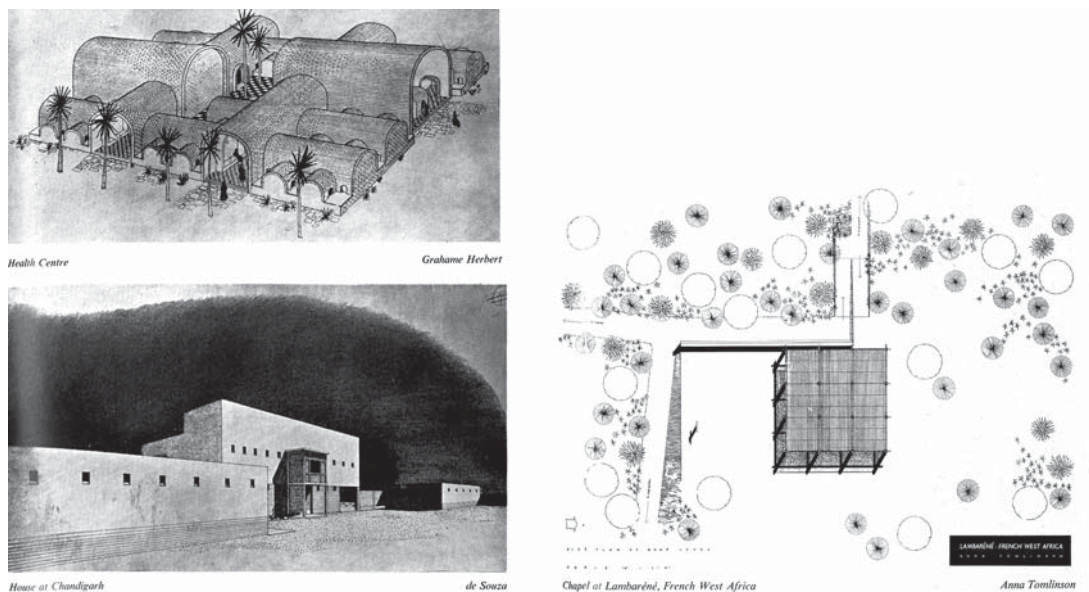 Health Centre
Grahame Herbert
House at Chandigarh
de Souza
LAMBARÉNÉ · FRENCH WEST AFRICA
Chapel at Lambaréné, French West Africa
Anna Tomlinson